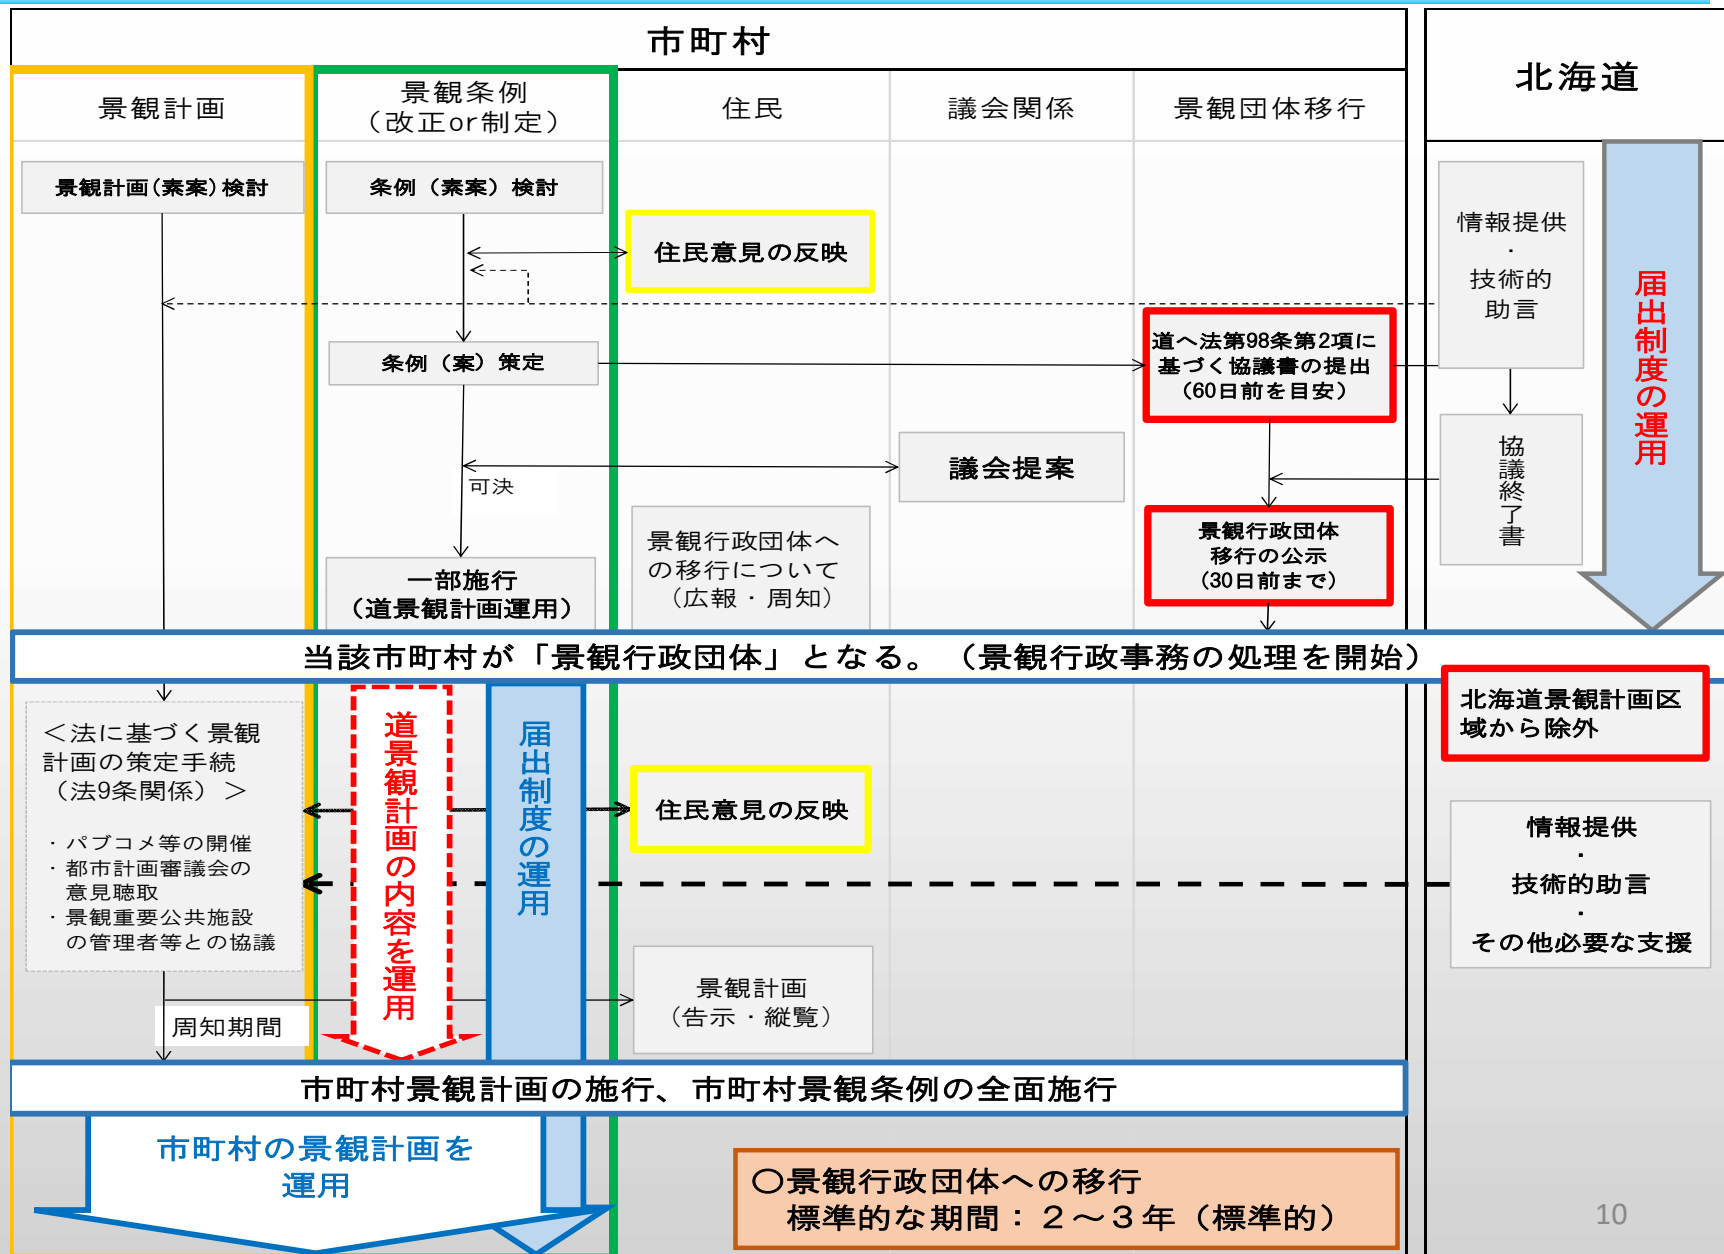 市町村
北海道
景観計画
景観条例
（改正or制定）
住民
議会関係
景観団体移行
景観計画（素案）検討
条例（素案）検討
住民意見の反映
情報提供
・
技術的
助言
届出制度の運用
条例（案）策定
道へ法第98条第2項に
基づく協議書の提出
（60日前を目安）
議会提案
可決
協議終了書
景観行政団体へ
の移行について
（広報・周知）
景観行政団体
移行の公示
（30日前まで）
一部施行
（道景観計画運用）
当該市町村が「景観行政団体」となる。（景観行政事務の処理を開始）
北海道景観計画区
域から除外
＜法に基づく景観
計画の策定手続
（法9条関係）＞
・パブコメ等の開催
・都市計画審議会の
意見聴取
・景観重要公共施設
の管理者等との協議
道景観計画の内容を運用
届出制度の運用
住民意見の反映
情報提供
・
技術的助言
・
その他必要な支援
景観計画
（告示・縦覧）
周知期間
市町村景観計画の施行、市町村景観条例の全面施行
市町村の景観計画を
運用
〇景観行政団体への移行
標準的な期間：２～３年（標準的）
10